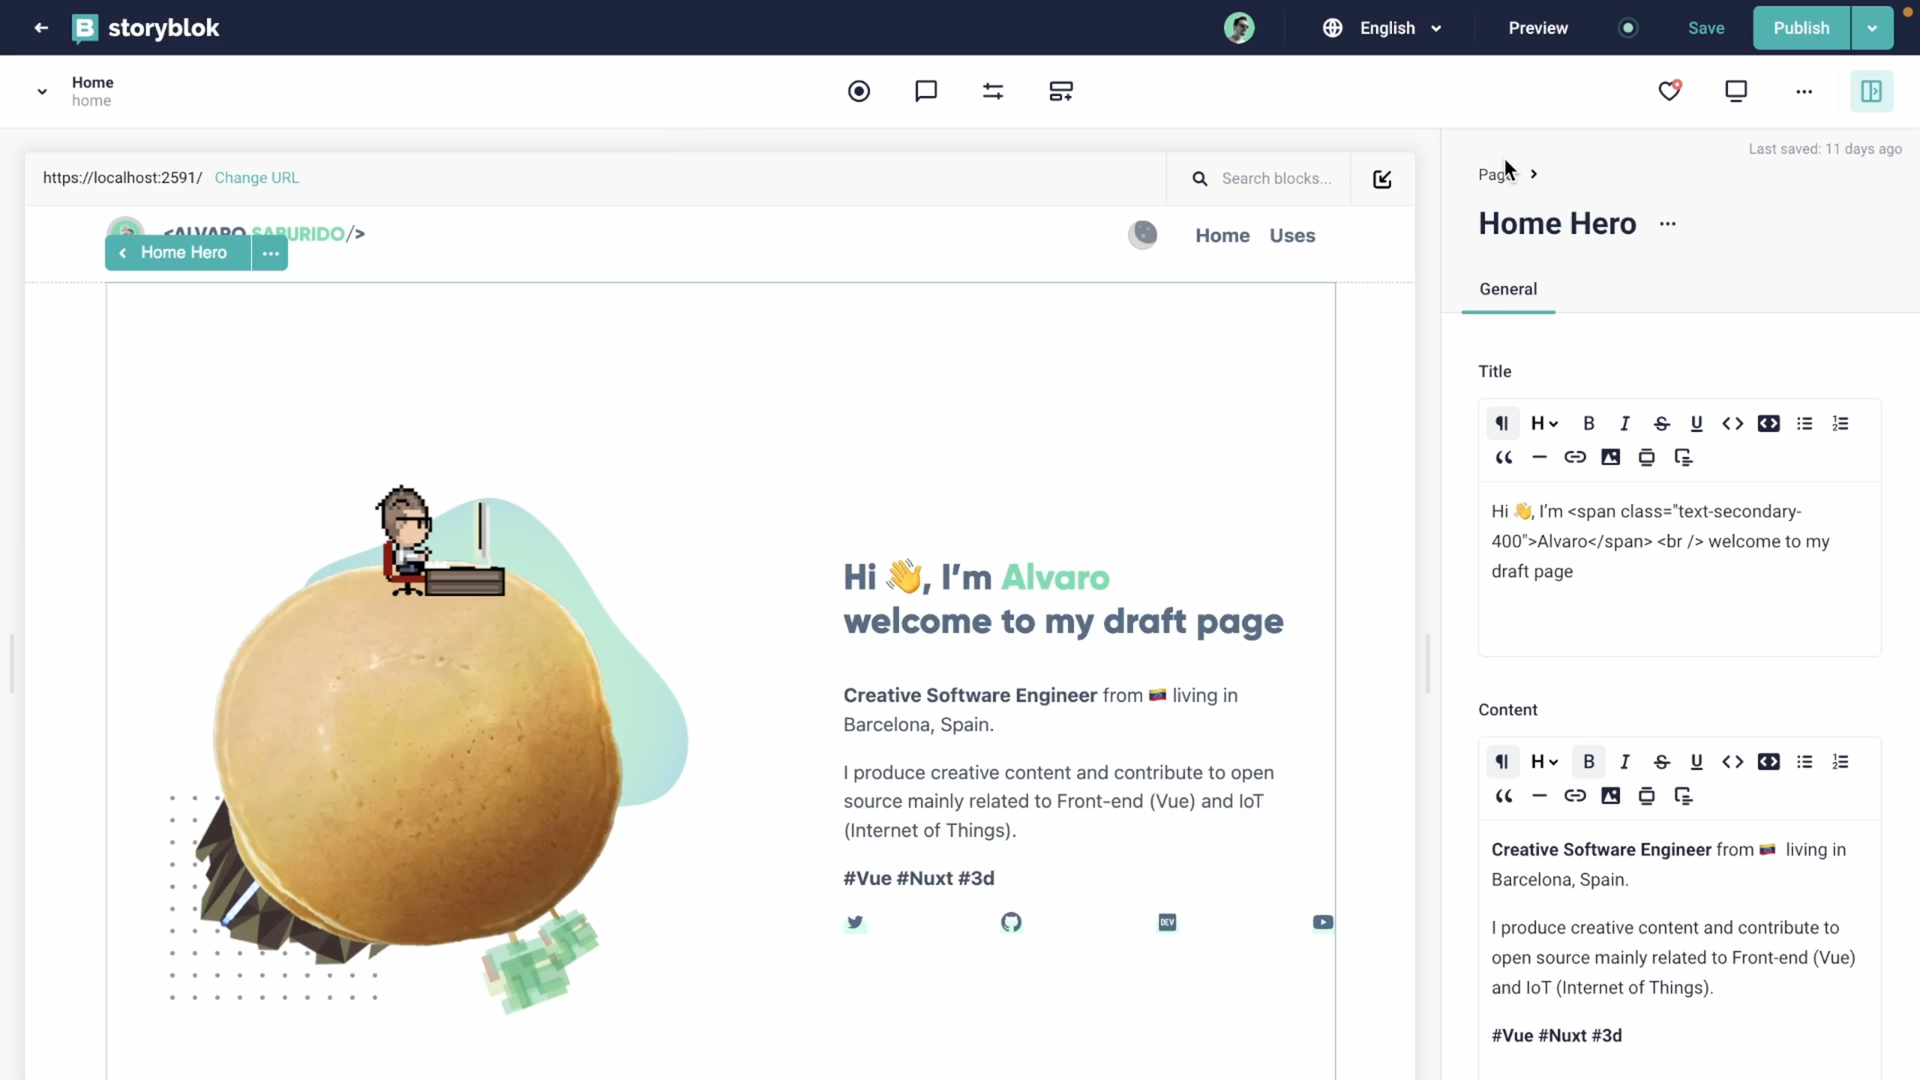 storyblok
English
Preview
Save
Publish
Home
home
Last saved: 11 days ago
https://localhost:2591/ Change URL
Search blocks...
Home Hero
Home Uses
Home Hero
General
Title
H B I S U
Hi 👋, I’m <span class="text-secondary-
400">Alvaro</span> <br /> welcome to my
draft page
Hi 👋, I’m Alvaro
welcome to my draft page
Creative Software Engineer from 🇻🇪 living in
Barcelona, Spain.
I produce creative content and contribute to open
source mainly related to Front-end (Vue) and IoT
(Internet of Things).
#Vue #Nuxt #3d
DEV
Content
H B I S U
Creative Software Engineer from 🇻🇪 living in
Barcelona, Spain.
I produce creative content and contribute to
open source mainly related to Front-end (Vue)
and IoT (Internet of Things).
#Vue #Nuxt #3d